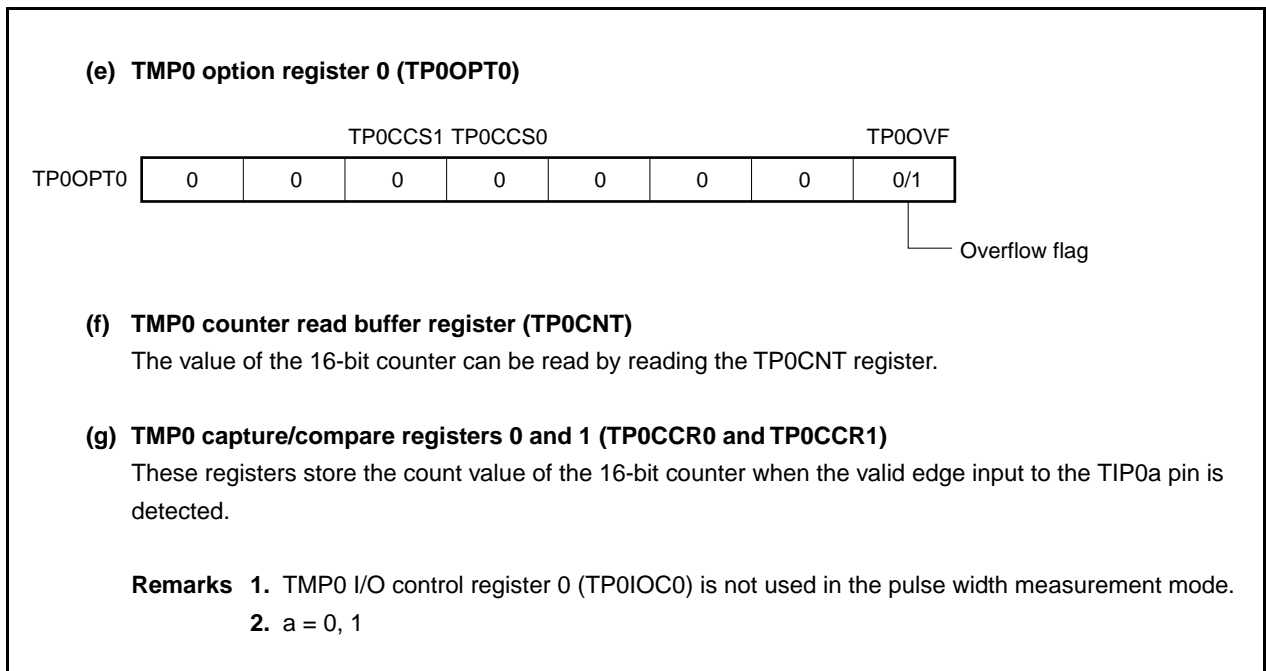 (e) TMP0 option register 0 (TP0OPT0)
TP0CCS1 TP0CCS0 TP0OVF
TP0OPT0 0 0 0 0 0 0 0 0/1
Overflow flag
(f) TMP0 counter read buffer register (TP0CNT)
The value of the 16-bit counter can be read by reading the TP0CNT register.
(g) TMP0 capture/compare registers 0 and 1 (TP0CCR0 and TP0CCR1)
These registers store the count value of the 16-bit counter when the valid edge input to the TIP0a pin is
detected.
Remarks 1. TMP0 I/O control register 0 (TP0IOC0) is not used in the pulse width measurement mode.
2. a = 0, 1